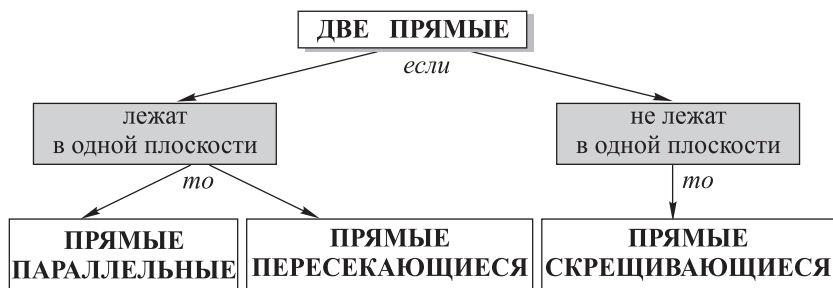 ДВЕ ПРЯМЫЕ
если
лежат
в одной плоскости
не лежат
в одной плоскости
то
то
ПРЯМЫЕ
ПАРАЛЛЕЛЬНЫЕ
ПРЯМЫЕ
ПЕРЕСЕКАЮЩИЕСЯ
ПРЯМЫЕ
СКРЕЩИВАЮЩИЕСЯ